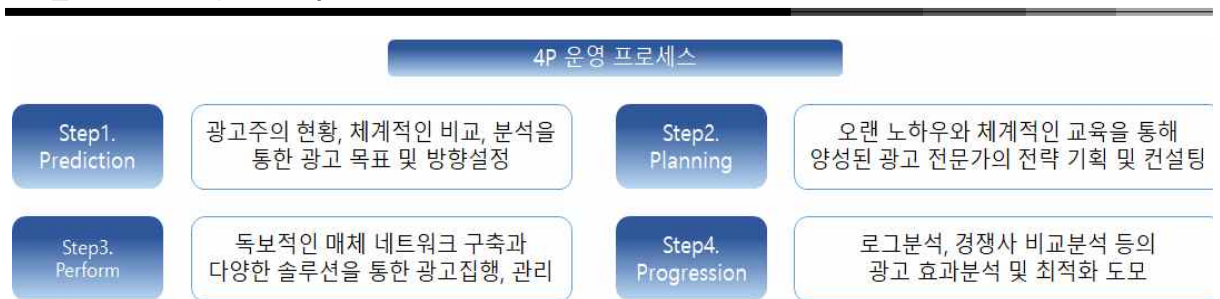 4P 운영 프로세스
Step1.
Prediction
광고주의 현황, 체계적인 비교, 분석을
통한 광고 목표 및 방향설정
Step2.
Planning
오랜 노하우와 체계적인 교육을 통해
양성된 광고 전문가의 전략 기획 및 컨설팅
Step3.
Perform
독보적인 매체 네트워크 구축과
다양한 솔루션을 통한 광고집행, 관리
Step4.
Progression
로그분석, 경쟁사 비교분석 등의
광고 효과분석 및 최적화 도모